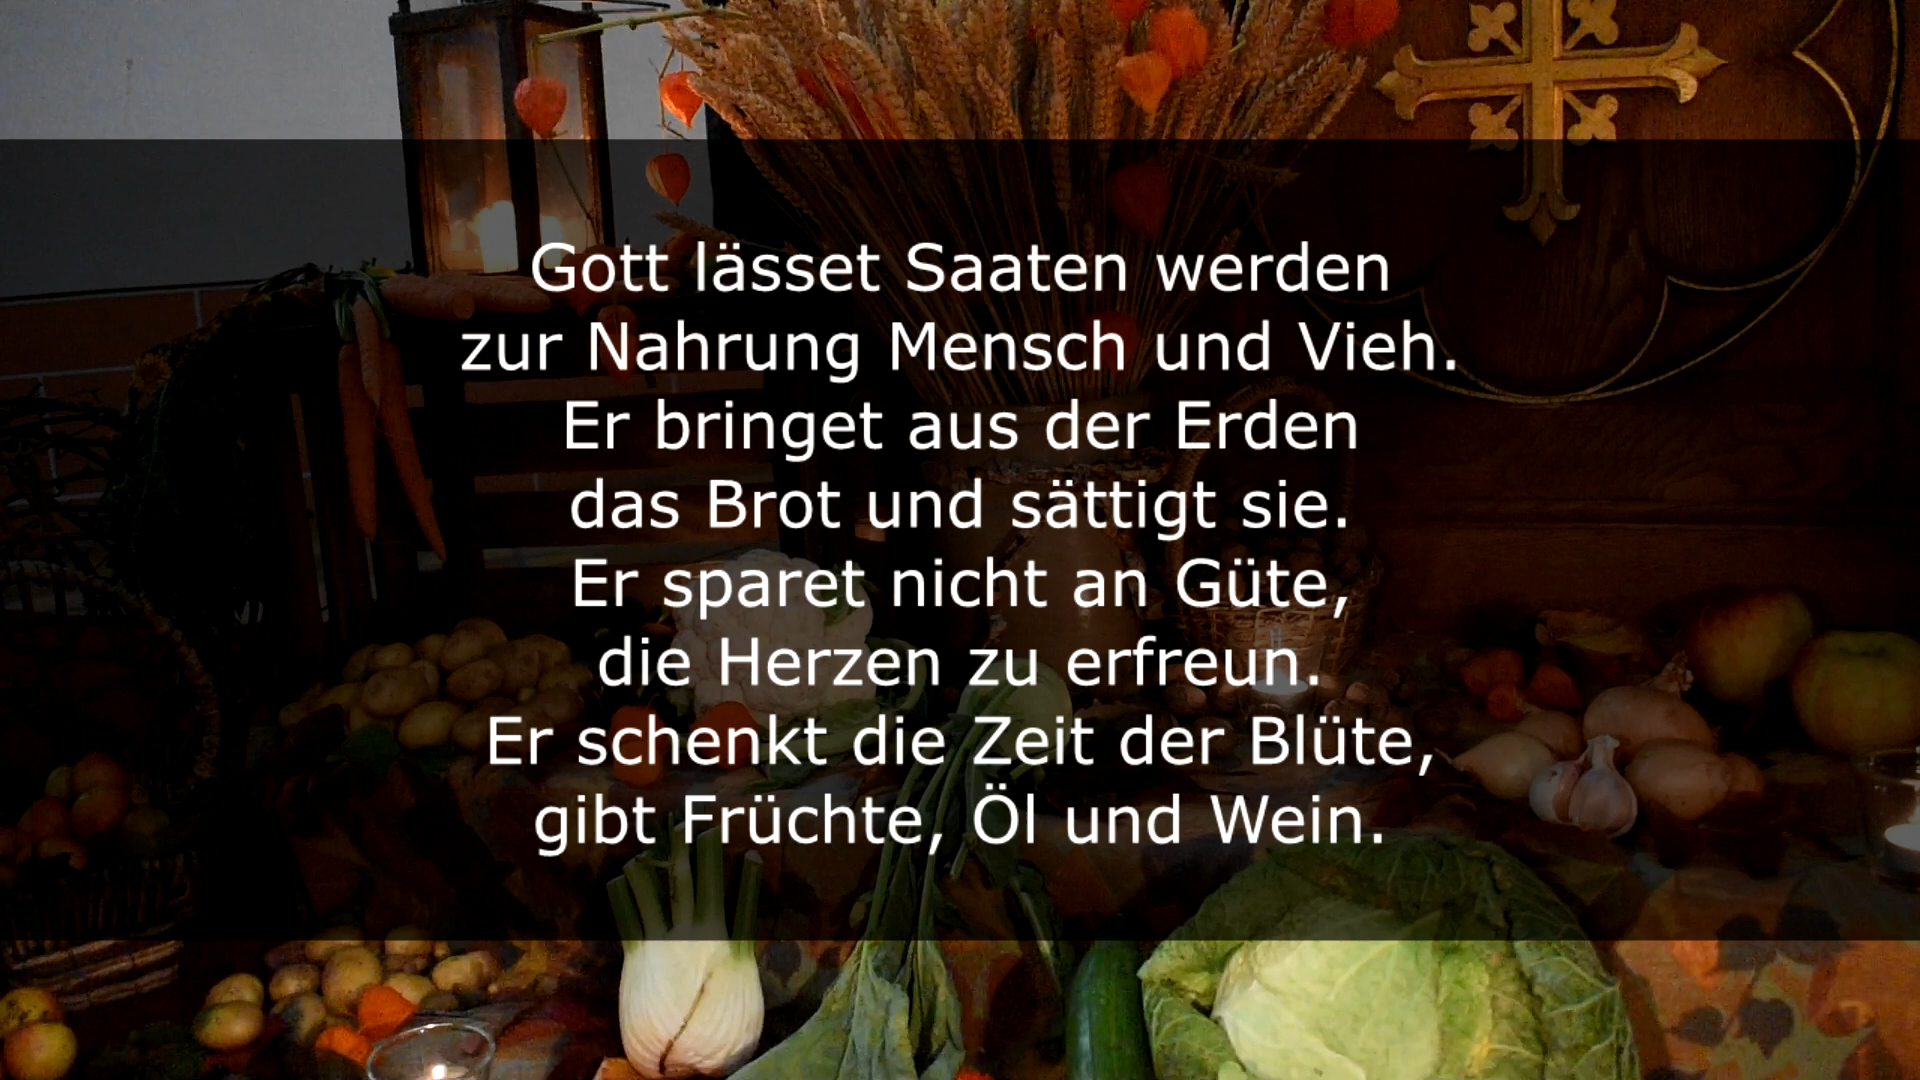 Gott lässet Saaten werden
zur Nahrung Mensch und Vieh.
Er bringet aus der Erden
das Brot und sättigt sie.
Er sparet nicht an Güte,
die Herzen zu erfreun.
Er schenkt die Zeit der Blüte,
gibt Früchte, Öl und Wein.